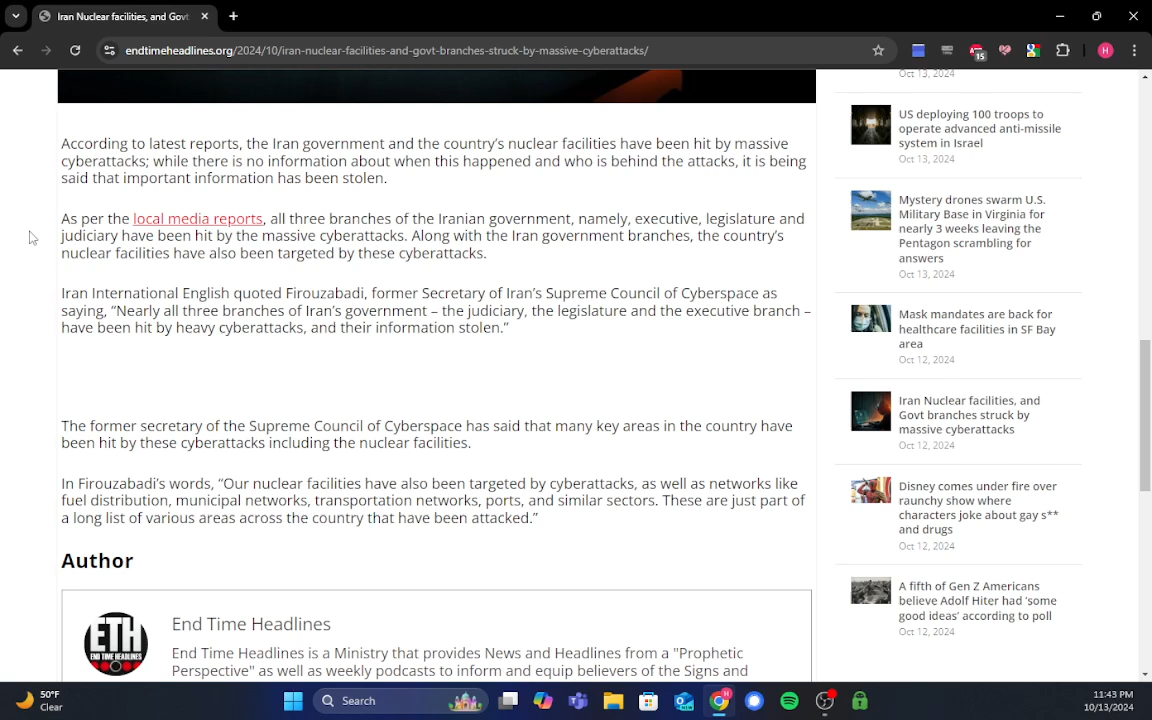 Iran Nuclear facilities, and Govt
endtimeheadlines.org/2024/10/iran-nuclear-facilities-and-govt-branches-struck-by-massive-cyberattacks/
15
H
According to latest reports, the Iran government and the country's nuclear facilities have been hit by massive
cyberattacks; while there is no information about when this happened and who is behind the attacks, it is being
said that important information has been stolen.
As per the local media reports, all three branches of the Iranian government, namely, executive, legislature and
judiciary have been hit by the massive cyberattacks. Along with the Iran government branches, the country's
nuclear facilities have also been targeted by these cyberattacks.
Iran International English quoted Firouzabadi, former Secretary of Iran's Supreme Council of Cyberspace as
saying, “Nearly all three branches of Iran's government – the judiciary, the legislature and the executive branch –
have been hit by heavy cyberattacks, and their information stolen.”
The former secretary of the Supreme Council of Cyberspace has said that many key areas in the country have
been hit by these cyberattacks including the nuclear facilities.
In Firouzabadi's words, “Our nuclear facilities have also been targeted by cyberattacks, as well as networks like
fuel distribution, municipal networks, transportation networks, ports, and similar sectors. These are just part of
a long list of various areas across the country that have been attacked.”
Author
ETH
END TIME HEADLINES
End Time Headlines
End Time Headlines is a Ministry that provides News and Headlines from a "Prophetic
Perspective" as well as weekly podcasts to inform and equip believers of the Signs and
Oct 13, 2024
US deploying 100 troops to
operate advanced anti-missile
system in Israel
Oct 13, 2024
Mystery drones swarm U.S.
Military Base in Virginia for
nearly 3 weeks leaving the
Pentagon scrambling for
answers
Oct 13, 2024
Mask mandates are back for
healthcare facilities in SF Bay
area
Oct 12, 2024
Iran Nuclear facilities, and
Govt branches struck by
massive cyberattacks
Oct 12, 2024
Disney comes under fire over
raunchy show where
characters joke about gay s**
and drugs
Oct 12, 2024
A fifth of Gen Z Americans
believe Adolf Hiter had 'some
good ideas' according to poll
Oct 12, 2024
50°F
Clear
Search
11:43 PM
10/13/2024